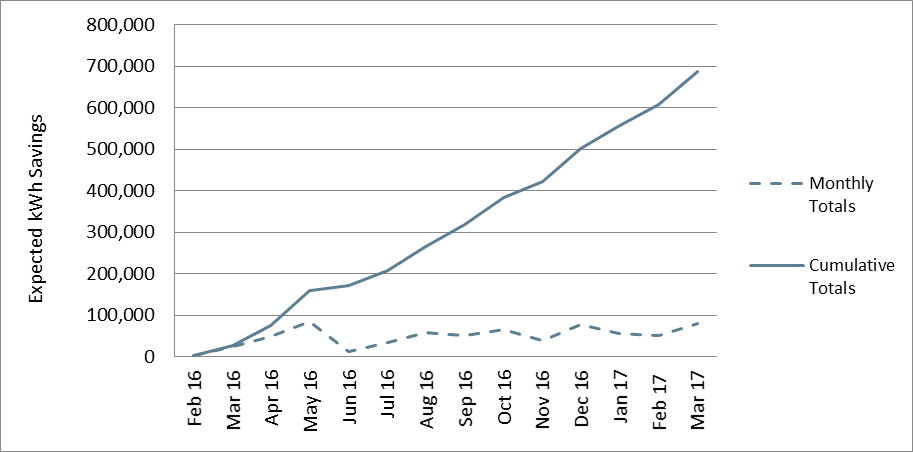 800,000
700,000
600,000
500,000
400,000
300,000
200,000
100,000
0
Expected kWh Savings
Feb 16
Mar 16
Apr 16
May 16
Jun 16
Jul 16
Aug 16
Sep 16
Oct 16
Nov 16
Dec 16
Jan 17
Feb 17
Mar 17
Monthly
Totals
Cumulative
Totals